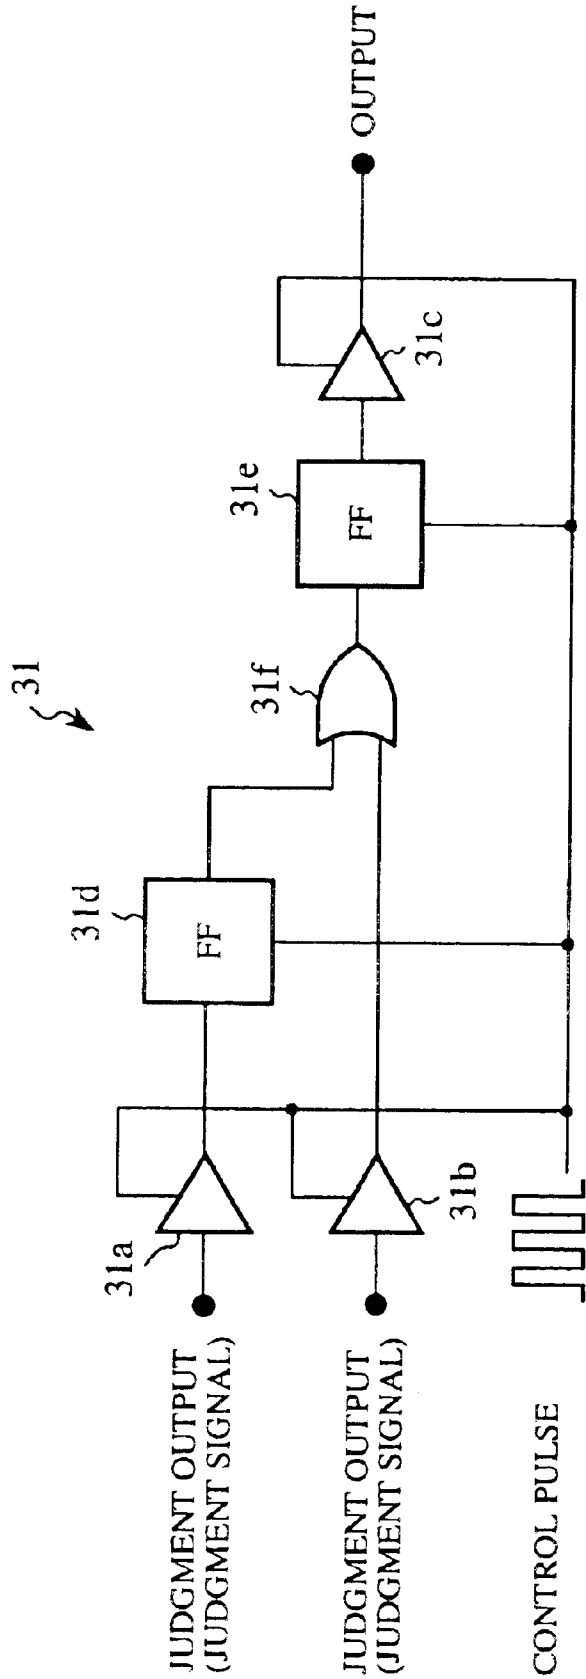 31
JUDGMENT OUTPUT
(JUDGMENT SIGNAL)
31a
31d
FF
JUDGMENT OUTPUT
(JUDGMENT SIGNAL)
31b
31f
31e
FF
31c
OUTPUT
CONTROL PULSE